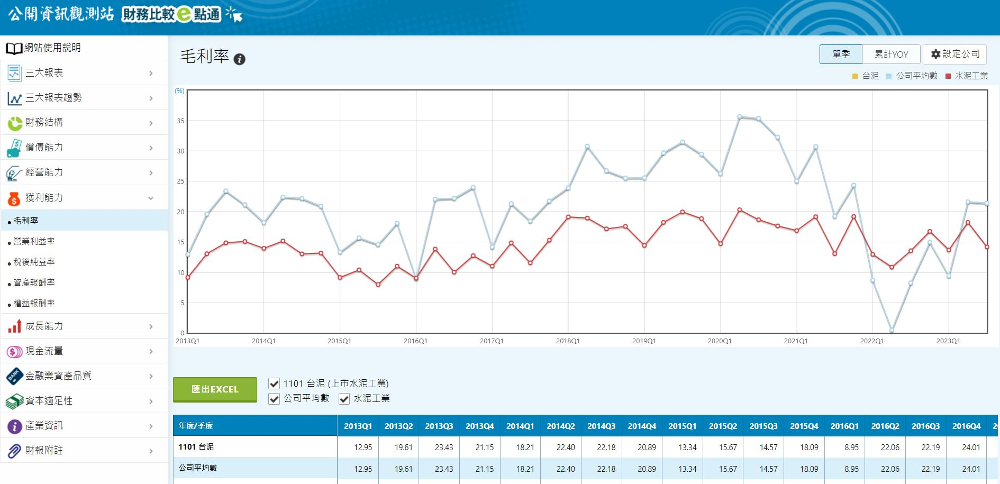 公開資訊觀測站 財務比較e點通
網站使用說明
三大報表
三大報表趨勢
財務結構
償債能力
經營能力
獲利能力
毛利率
營業利益率
稅後純益率
資產報酬率
權益報酬率
成長能力
現金流量
金融業資產品質
資本適足性
產業資訊
財報附註
毛利率
單季 累計YOY 設定公司
台泥 公司平均數 水泥工業
(%)
35
30
25
20
15
10
5
0
2013Q1 2014Q1 2015Q1 2016Q1 2017Q1 2018Q1 2019Q1 2020Q1 2021Q1 2022Q1 2023Q1
匯出EXCEL
1101 台泥 (上市水泥工業)
公司平均數 水泥工業
年度/季度 2013Q1 2013Q2 2013Q3 2013Q4 2014Q1 2014Q2 2014Q3 2014Q4 2015Q1 2015Q2 2015Q3 2015Q4 2016Q1 2016Q2 2016Q3 2016Q4 2
1101 台泥 12.95 19.61 23.43 21.15 18.21 22.40 22.18 20.89 13.34 15.67 14.57 18.09 8.95 22.06 22.19 24.01
公司平均數 12.95 19.61 23.43 21.15 18.21 22.40 22.18 20.89 13.34 15.67 14.57 18.09 8.95 22.06 22.19 24.01